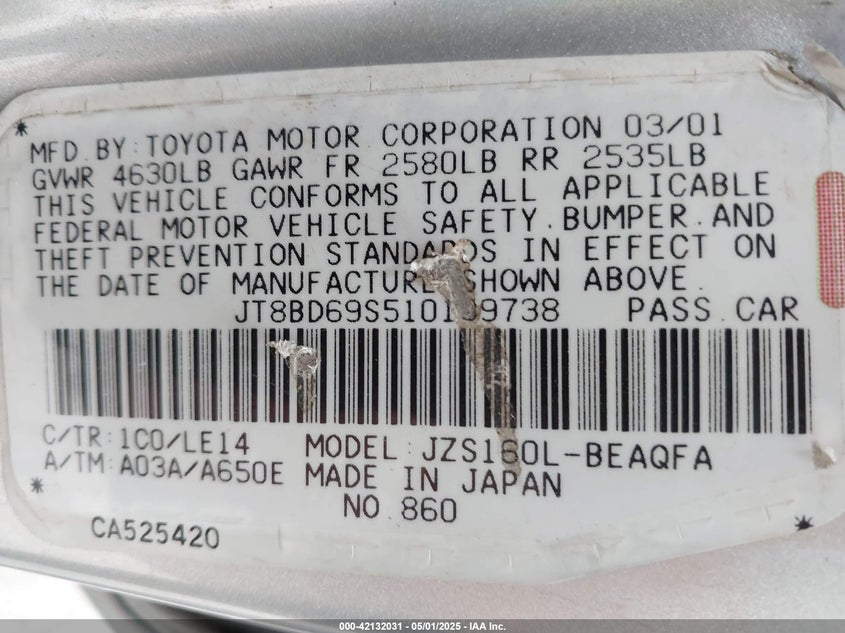 MFD.BY:TOYOTA MOTOR CORPORATION 03/01
GVWR 4630LB GAWR FR 2580LB RR 2535LB
THIS VEHICLE CONFORMS TO ALL APPLICABLE
FEDERAL MOTOR VEHICLE SAFETY.BUMPER.AND
THEFT PREVENTION STANDARDS IN EFFECT ON
THE DATE OF MANUFACTURE SHOWN ABOVE.
PASS.CAR
C/TR:1C0/LE14 MODEL:JZS160L-BEAQFA
A/TM:A03A/A650E MADE IN JAPAN
NO.860
CA525420
000-42132031 - 05/01/2025 - IAA Inc.